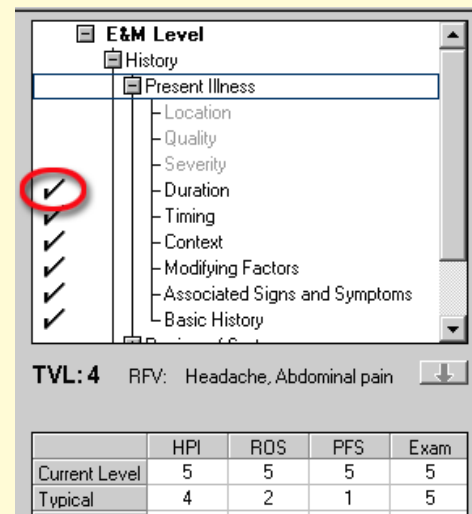 E&M Level
History
Present Illness
Location
Quality
Severity
Duration
Timing
Context
Modifying Factors
Associated Signs and Symptoms
Basic History
TVL: 4 RFV: Headache, Abdominal pain
HPI ROS PFS Exam
Current Level 5 5 5 5
Typical 4 2 1 5